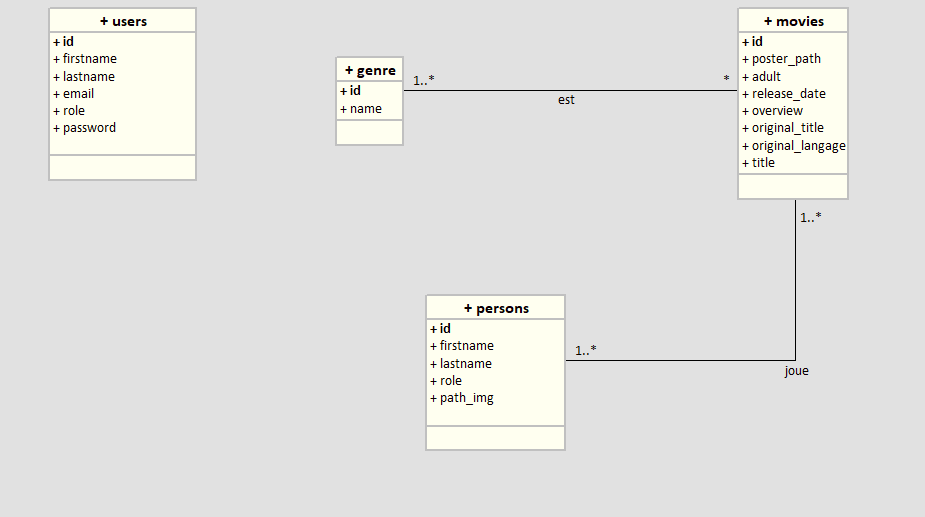 + users
+ id
+ firstname
+ lastname
+ email
+ role
+ password
+ genre
+ id
+ name
1..*
*
est
+ movies
+ id
+ poster_path
+ adult
+ release_date
+ overview
+ original_title
+ original_langage
+ title
1..*
+ persons
+ id
+ firstname
+ lastname
+ role
+ path_img
1..*
joue